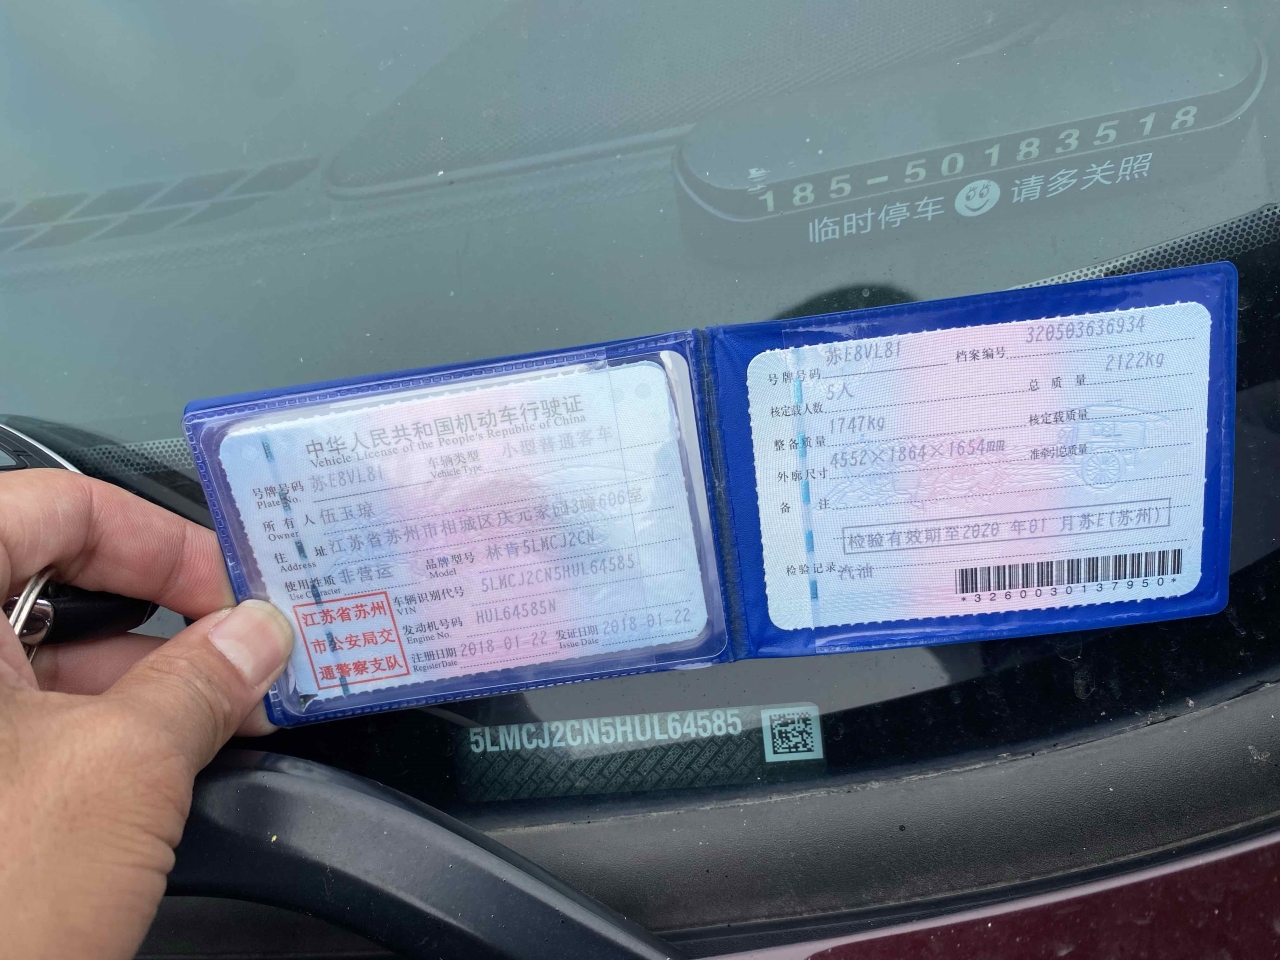 185-50183518
临时停车 请多关照
中华人民共和国机动车行驶证
Vehicle License of the People's Republic of China
号牌号码 苏E8VL81 车辆类型 小型普通客车
Plate No. Vehicle Type
所有人 伍玉琼
Owner
住址 江苏省苏州市相城区庆元家园13幢606室
Address
使用性质 非营运 品牌型号 林肯5LMCJ2CN
Use Character Model
江苏省苏州
市公安局交
通警察支队
车辆识别代号 5LMCJ2CN5HUL64585
VIN
发动机号码 HUL64585N
Engine No.
注册日期 2018-01-22 发证日期 2018-01-22
Register Date Issue Date
号牌号码 苏E8VL81 档案编号 320503636934
核定载人数 5人 总质量 2122kg
整备质量 1747kg 核定载质量
外廓尺寸 4552×1864×1654mm 准牵引总质量
备注
检验有效期至2020年01月苏E(苏州)
检验记录 汽油
*3260030137950*
5LMCJ2CN5HUL64585